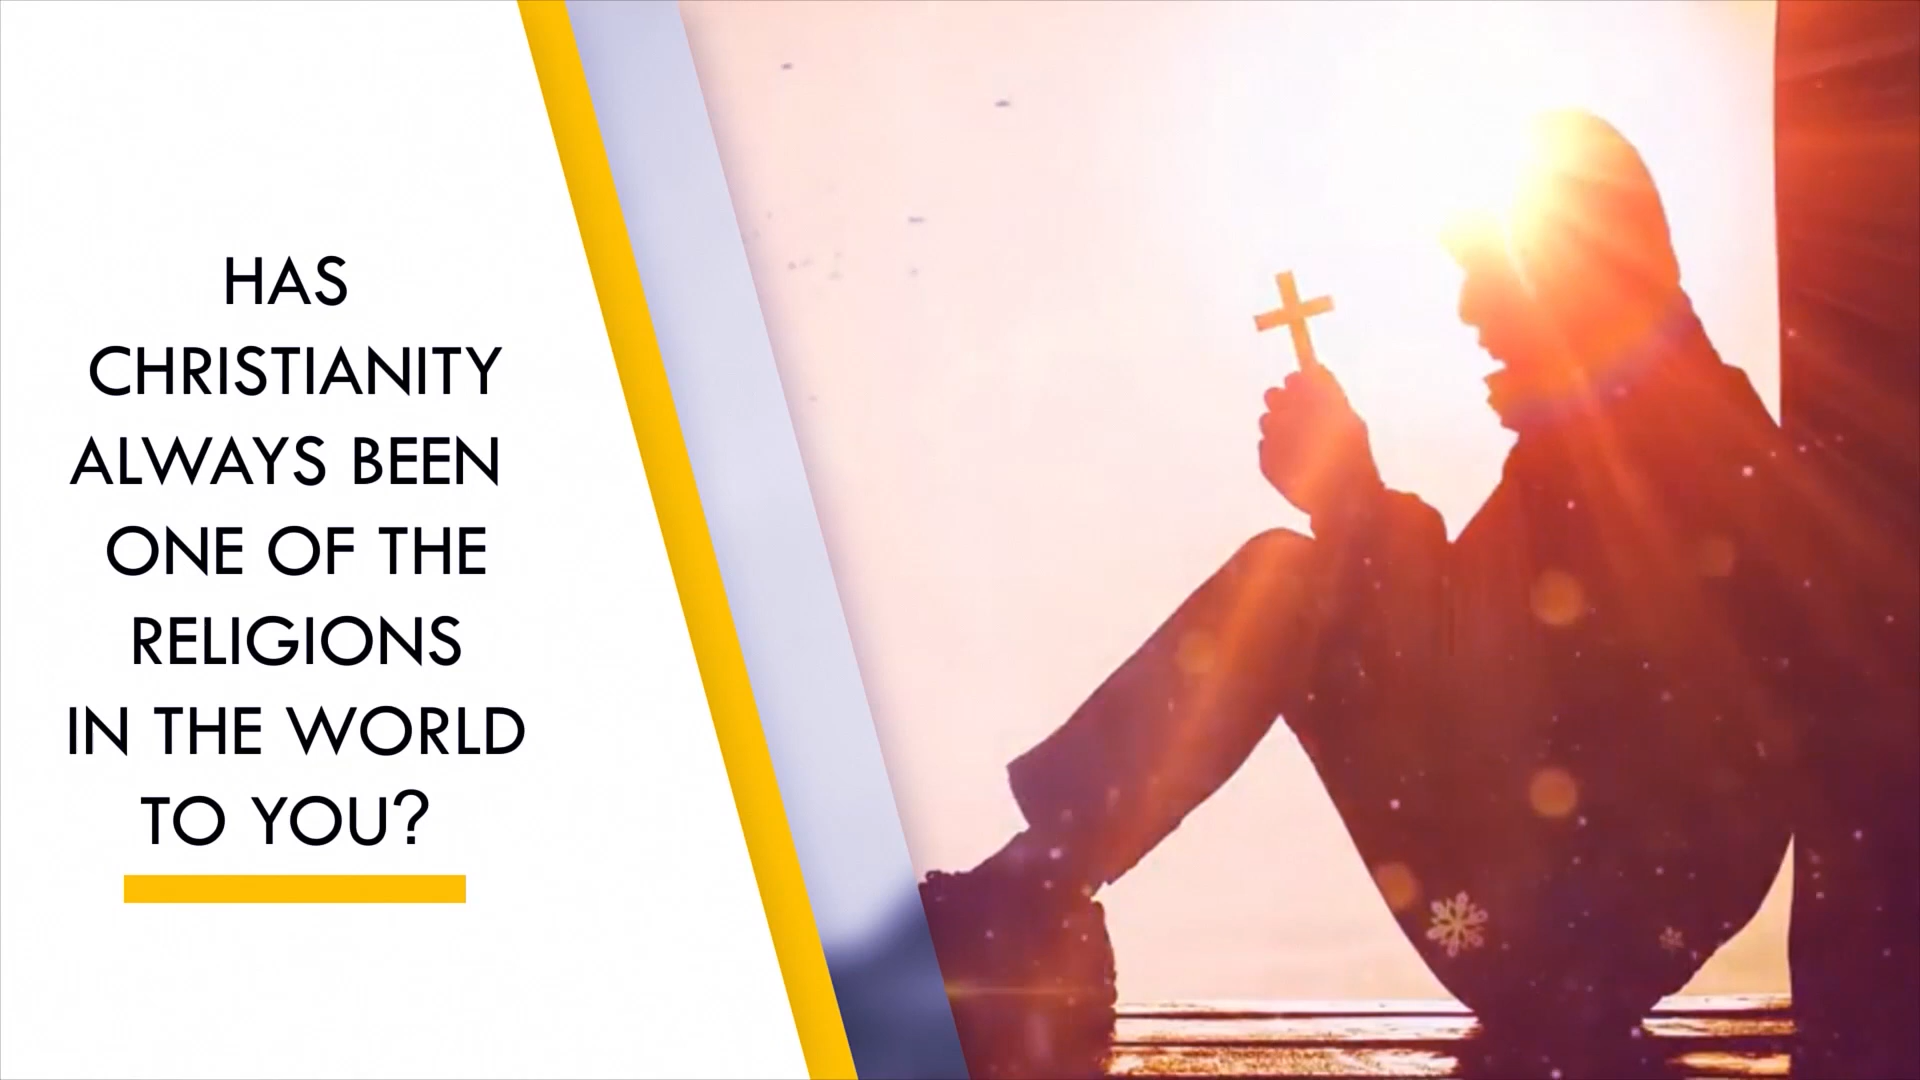 HAS
CHRISTIANITY
ALWAYS BEEN
ONE OF THE
RELIGIONS
IN THE WORLD
TO YOU?